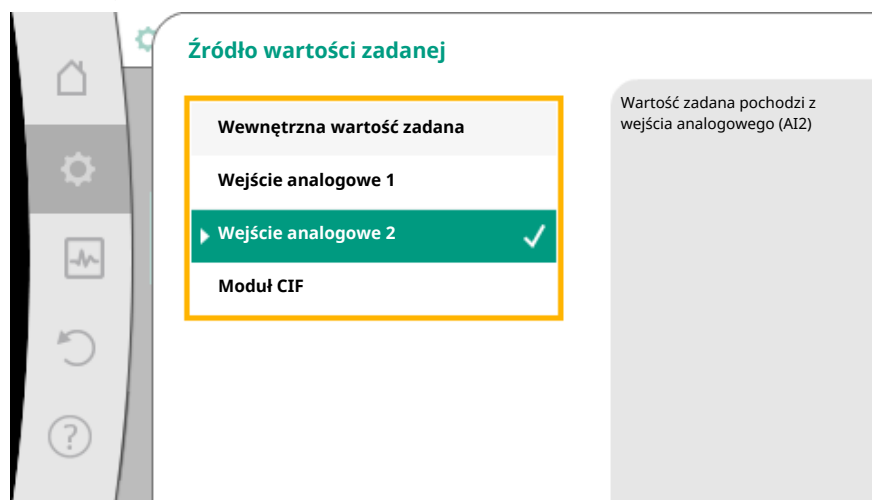 Źródło wartości zadanej
Wewnętrzna wartość zadana
Wejście analogowe 1
Wejście analogowe 2
Moduł CIF
Wartość zadana pochodzi z
wejścia analogowego (AI2)
?